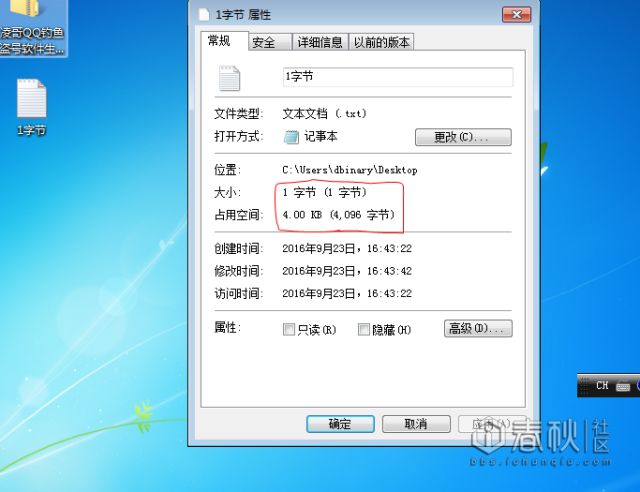 凌哥QQ钓鱼
盗号软件生...
1字节
1字节 属性
常规 安全 详细信息 以前的版本
1字节
文件类型: 文本文档 (.txt)
打开方式: 记事本 更改(C)...
位置: C:\Users\dbinary\Desktop
大小: 1 字节 (1 字节)
占用空间: 4.00 KB (4,096 字节)
创建时间: 2016年9月23日，16:43:22
修改时间: 2016年9月23日，16:43:42
访问时间: 2016年9月23日，16:43:22
属性: 只读(R) 隐藏(H) 高级(D)...
CH
确定 取消 应用(A)
春秋 社区
bbs.ichunqiu.com